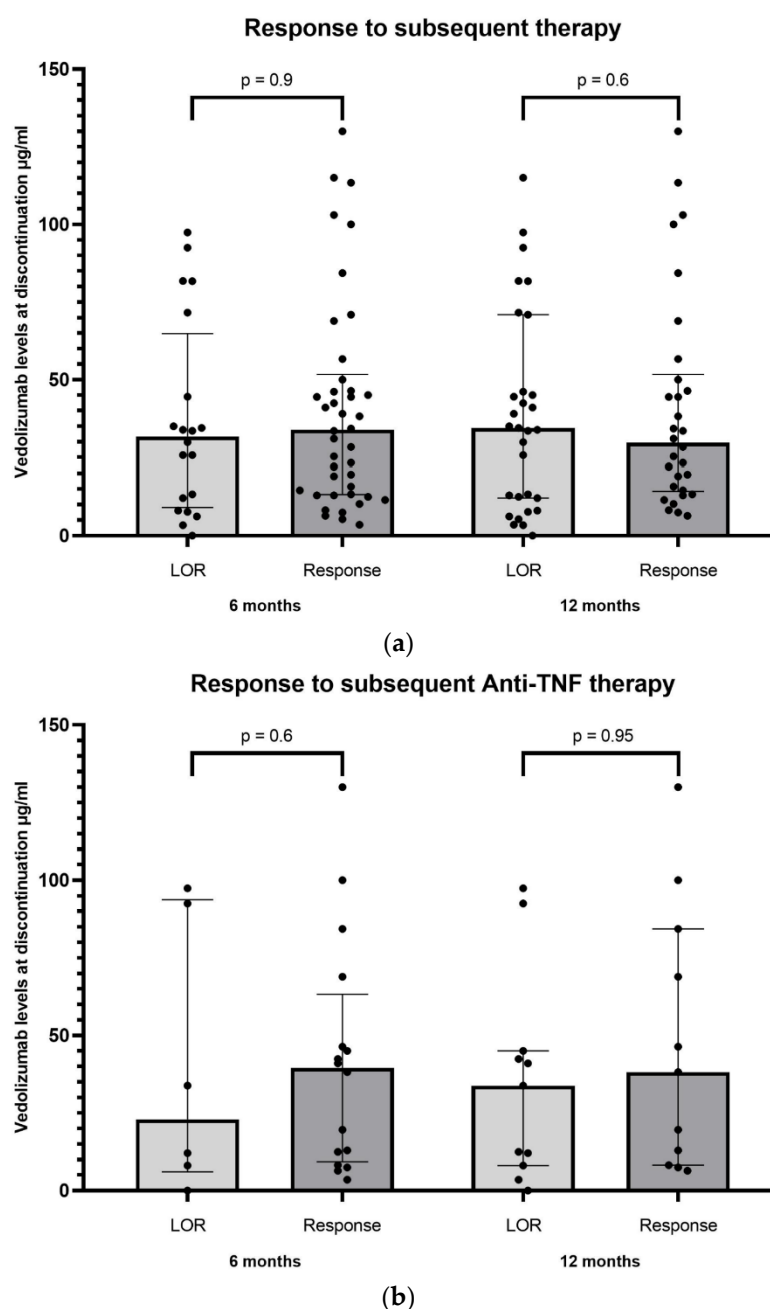 Response to subsequent therapy
Vedolizumab levels at discontinuation µg/ml
150
100
50
0
p = 0.9
p = 0.6
LOR
Response
LOR
Response
6 months
12 months
(a)
Response to subsequent Anti-TNF therapy
Vedolizumab levels at discontinuation µg/ml
150
100
50
0
p = 0.6
p = 0.95
LOR
Response
LOR
Response
6 months
12 months
(b)